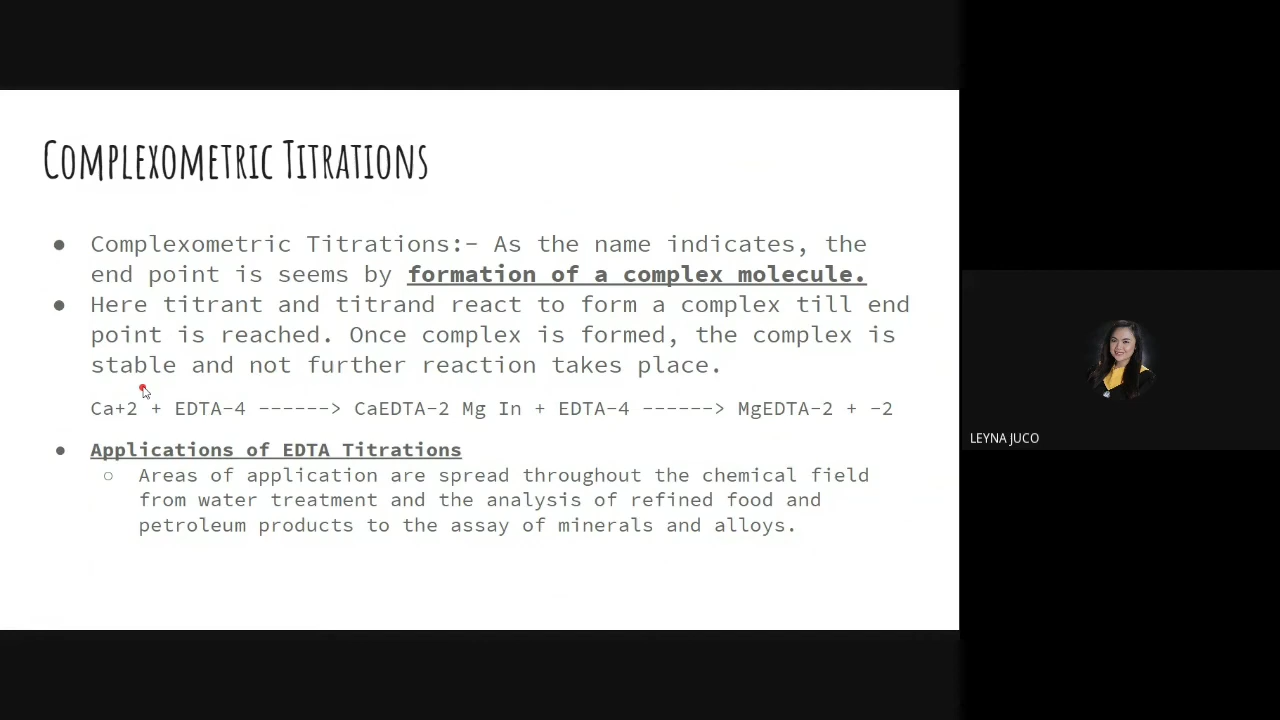 COMPLEXOMETRIC TITRATIONS
● Complexometric Titrations:- As the name indicates, the
end point is seems by formation of a complex molecule.
● Here titrant and titrand react to form a complex till end
point is reached. Once complex is formed, the complex is
stable and not further reaction takes place.
Ca+2 + EDTA-4 ------> CaEDTA-2 Mg In + EDTA-4 ------> MgEDTA-2 + -2
● Applications of EDTA Titrations
○ Areas of application are spread throughout the chemical field
from water treatment and the analysis of refined food and
petroleum products to the assay of minerals and alloys.
LEYNA JUCO